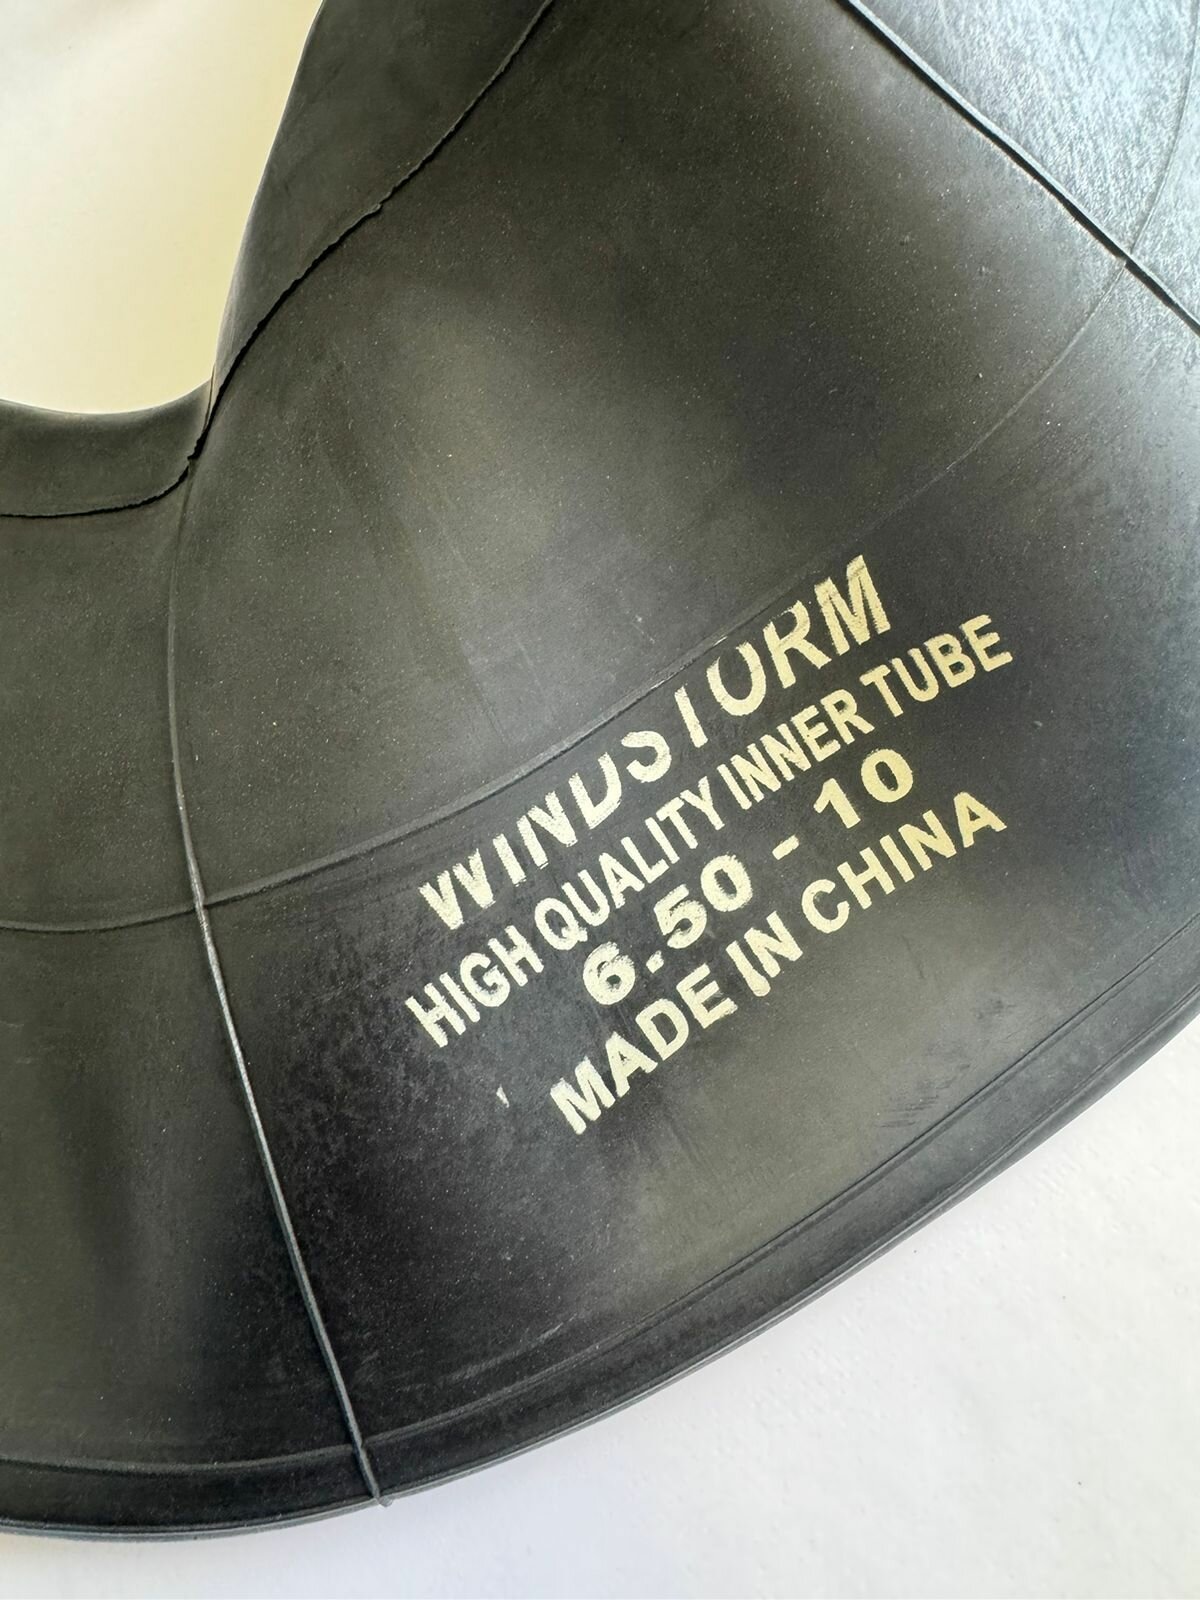 WINDSTORM
HIGH QUALITY INNER TUBE
6.50 - 10
MADE IN CHINA